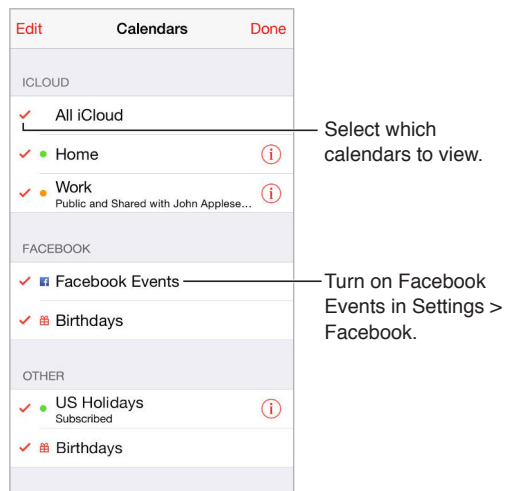 Edit Calendars Done
ICLOUD
All iCloud
Home
Work
Public and Shared with John Applese...
FACEBOOK
Facebook Events
Birthdays
OTHER
US Holidays
Subscribed
Birthdays
Select which
calendars to view.
Turn on Facebook
Events in Settings >
Facebook.